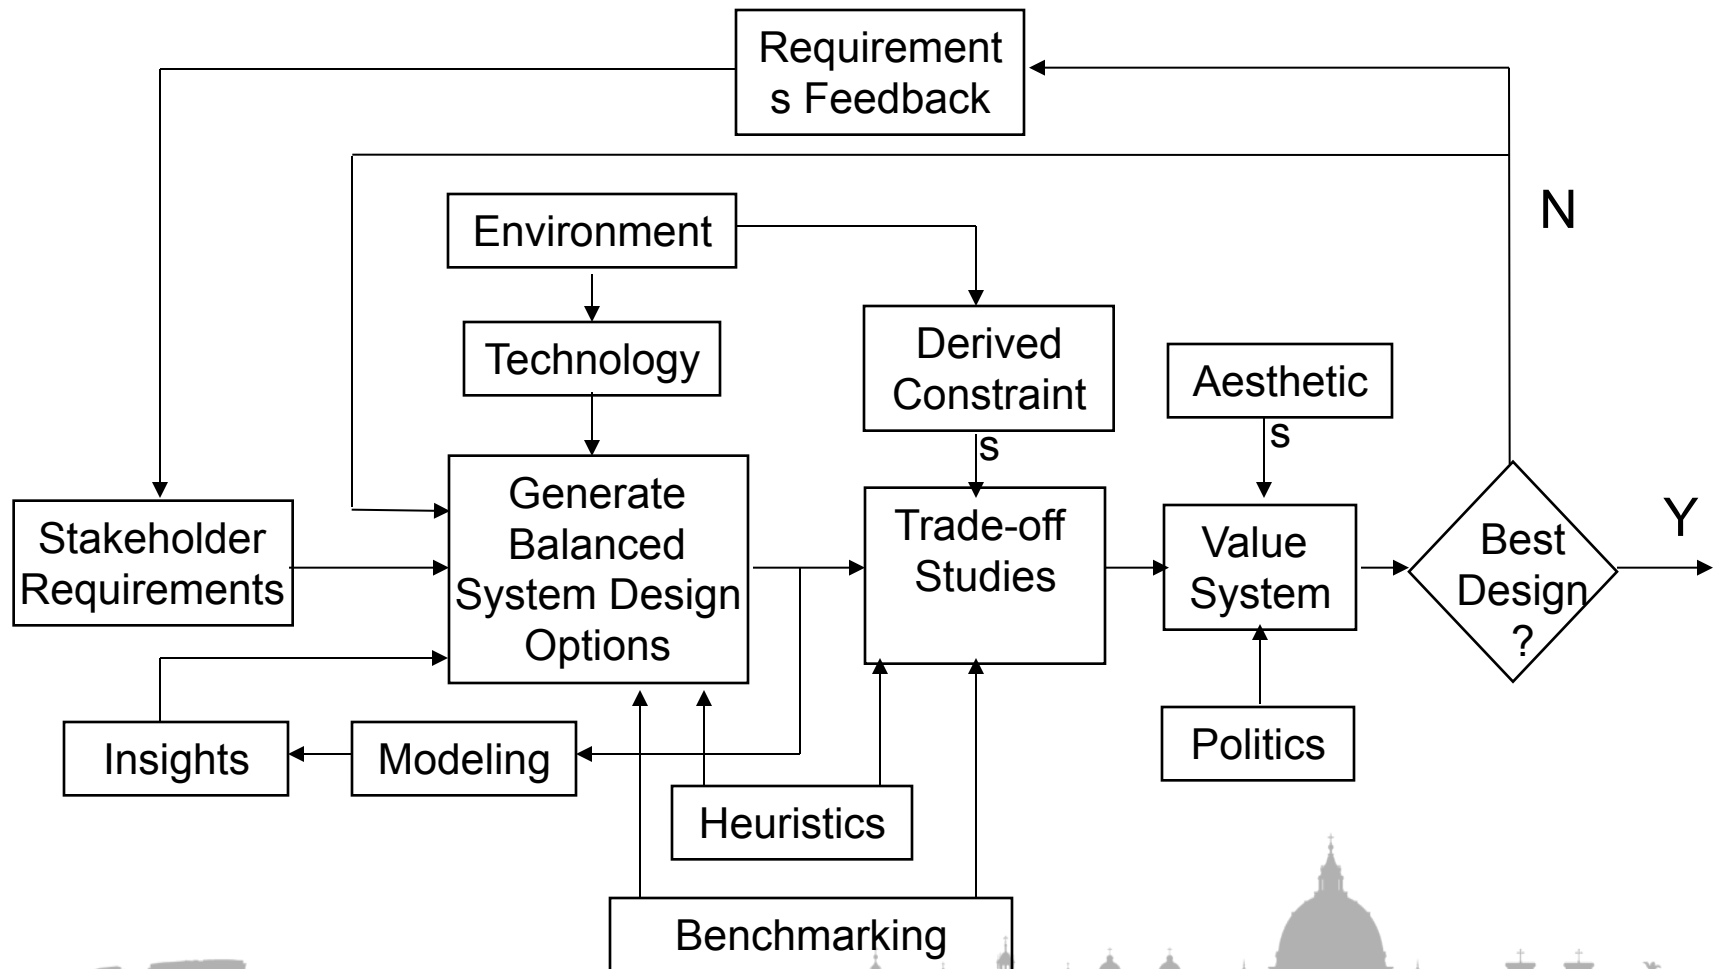 Requirement
s Feedback
N
Environment
Technology
Derived
Constraint
s
Aesthetic
s
Stakeholder
Requirements
Generate
Balanced
System Design
Options
Trade-off
Studies
Value
System
Best
Design
?
Y
Insights
Modeling
Heuristics
Politics
Benchmarking